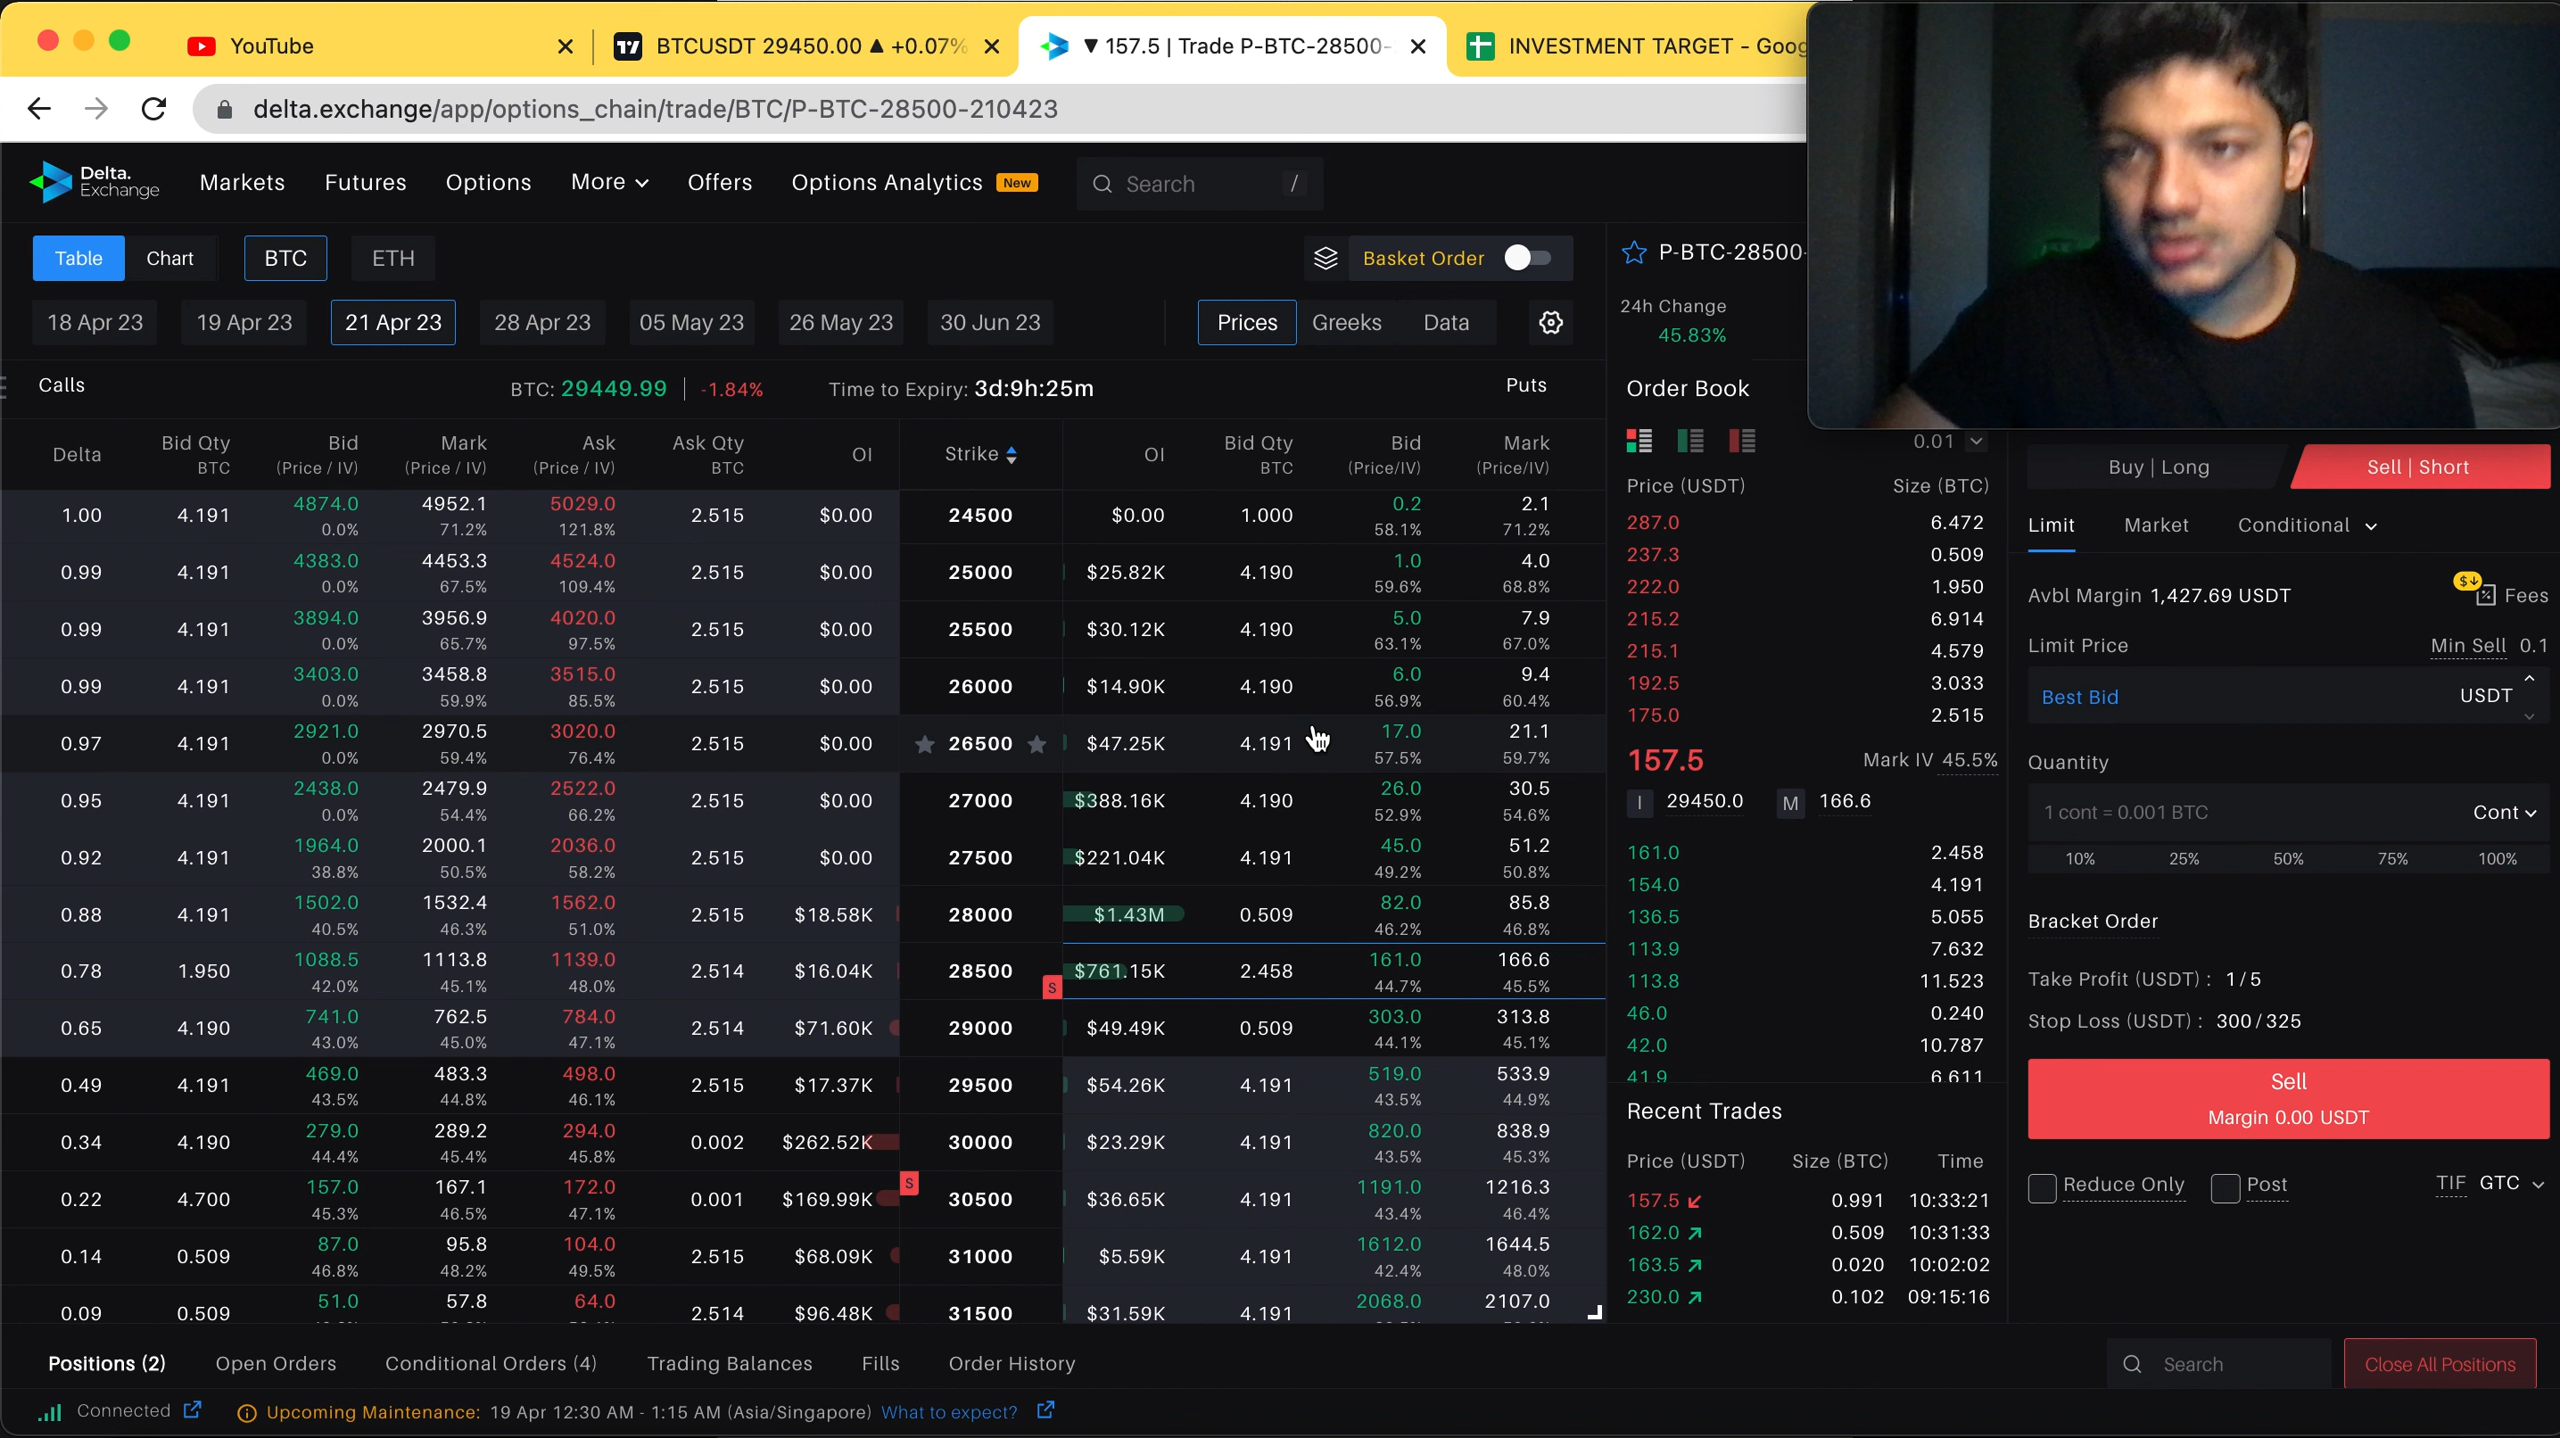 YouTube
BTCUSDT 29450.00 ▲ +0.07%
▼ 157.5 | Trade P-BTC-28500-
INVESTMENT TARGET - Goog
delta.exchange/app/options_chain/trade/BTC/P-BTC-28500-210423
Delta. Exchange
Markets Futures Options More Offers Options Analytics New Search /
Table Chart BTC ETH Basket Order
18 Apr 23 19 Apr 23 21 Apr 23 28 Apr 23 05 May 23 26 May 23 30 Jun 23 Prices Greeks Data
Calls BTC: 29449.99 | -1.84% Time to Expiry: 3d:9h:25m Puts
Delta Bid Qty Bid Mark Ask Ask Qty OI Strike OI Bid Qty Bid Mark
BTC (Price / IV) (Price / IV) (Price / IV) BTC BTC (Price/IV) (Price/IV)
1.00 4.191 4874.0 4952.1 5029.0 2.515 $0.00 24500 $0.00 1.000 0.2 2.1
0.0% 71.2% 121.8% 58.1% 71.2%
0.99 4.191 4383.0 4453.3 4524.0 2.515 $0.00 25000 $25.82K 4.190 1.0 4.0
0.0% 67.5% 109.4% 59.6% 68.8%
0.99 4.191 3894.0 3956.9 4020.0 2.515 $0.00 25500 $30.12K 4.190 5.0 7.9
0.0% 65.7% 97.5% 63.1% 67.0%
0.99 4.191 3403.0 3458.8 3515.0 2.515 $0.00 26000 $14.90K 4.190 6.0 9.4
0.0% 59.9% 85.5% 56.9% 60.4%
0.97 4.191 2921.0 2970.5 3020.0 2.515 $0.00 26500 $47.25K 4.191 17.0 21.1
0.0% 59.4% 76.4% 57.5% 59.7%
0.95 4.191 2438.0 2479.9 2522.0 2.515 $0.00 27000 $388.16K 4.190 26.0 30.5
0.0% 54.4% 66.2% 52.9% 54.6%
0.92 4.191 1964.0 2000.1 2036.0 2.515 $0.00 27500 $221.04K 4.191 45.0 51.2
38.8% 50.5% 58.2% 49.2% 50.8%
0.88 4.191 1502.0 1532.4 1562.0 2.515 $18.58K 28000 $1.43M 0.509 82.0 85.8
40.5% 46.3% 51.0% 46.2% 46.8%
0.78 1.950 1088.5 1113.8 1139.0 2.514 $16.04K 28500 S $761.15K 2.458 161.0 166.6
42.0% 45.1% 48.0% 44.7% 45.5%
0.65 4.190 741.0 762.5 784.0 2.514 $71.60K 29000 $49.49K 0.509 303.0 313.8
43.0% 45.0% 47.1% 44.1% 45.1%
0.49 4.191 469.0 483.3 498.0 2.515 $17.37K 29500 $54.26K 4.191 519.0 533.9
43.5% 44.8% 46.1% 43.5% 44.9%
0.34 4.190 279.0 289.2 294.0 0.002 $262.52K 30000 $23.29K 4.191 820.0 838.9
44.4% 45.4% 45.8% 43.5% 45.3%
0.22 4.700 157.0 167.1 172.0 0.001 $169.99K S 30500 $36.65K 4.191 1191.0 1216.3
45.3% 46.5% 47.1% 43.4% 46.4%
0.14 0.509 87.0 95.8 104.0 2.515 $68.09K 31000 $5.59K 4.191 1612.0 1644.5
46.8% 48.2% 49.5% 42.4% 48.0%
0.09 0.509 51.0 57.8 64.0 2.514 $96.48K 31500 $31.59K 4.191 2068.0 2107.0
P-BTC-28500-
24h Change
45.83%
Order Book
0.01
Price (USDT) Size (BTC)
287.0 6.472
237.3 0.509
222.0 1.950
215.2 6.914
215.1 4.579
192.5 3.033
175.0 2.515
157.5 Mark IV 45.5%
I 29450.0 M 166.6
161.0 2.458
154.0 4.191
136.5 5.055
113.9 7.632
113.8 11.523
46.0 0.240
42.0 10.787
41.9 6.611
Recent Trades
Price (USDT) Size (BTC) Time
157.5 0.991 10:33:21
162.0 0.509 10:31:33
163.5 0.020 10:02:02
230.0 0.102 09:15:16
Buy | Long Sell | Short
Limit Market Conditional
Avbl Margin 1,427.69 USDT Fees
Limit Price Min Sell 0.1
Best Bid USDT
Quantity
1 cont = 0.001 BTC Cont
10% 25% 50% 75% 100%
Bracket Order
Take Profit (USDT) : 1 / 5
Stop Loss (USDT) : 300 / 325
Sell
Margin 0.00 USDT
Reduce Only Post TIF GTC
Positions (2) Open Orders Conditional Orders (4) Trading Balances Fills Order History Search Close All Positions
Connected Upcoming Maintenance: 19 Apr 12:30 AM - 1:15 AM (Asia/Singapore) What to expect?